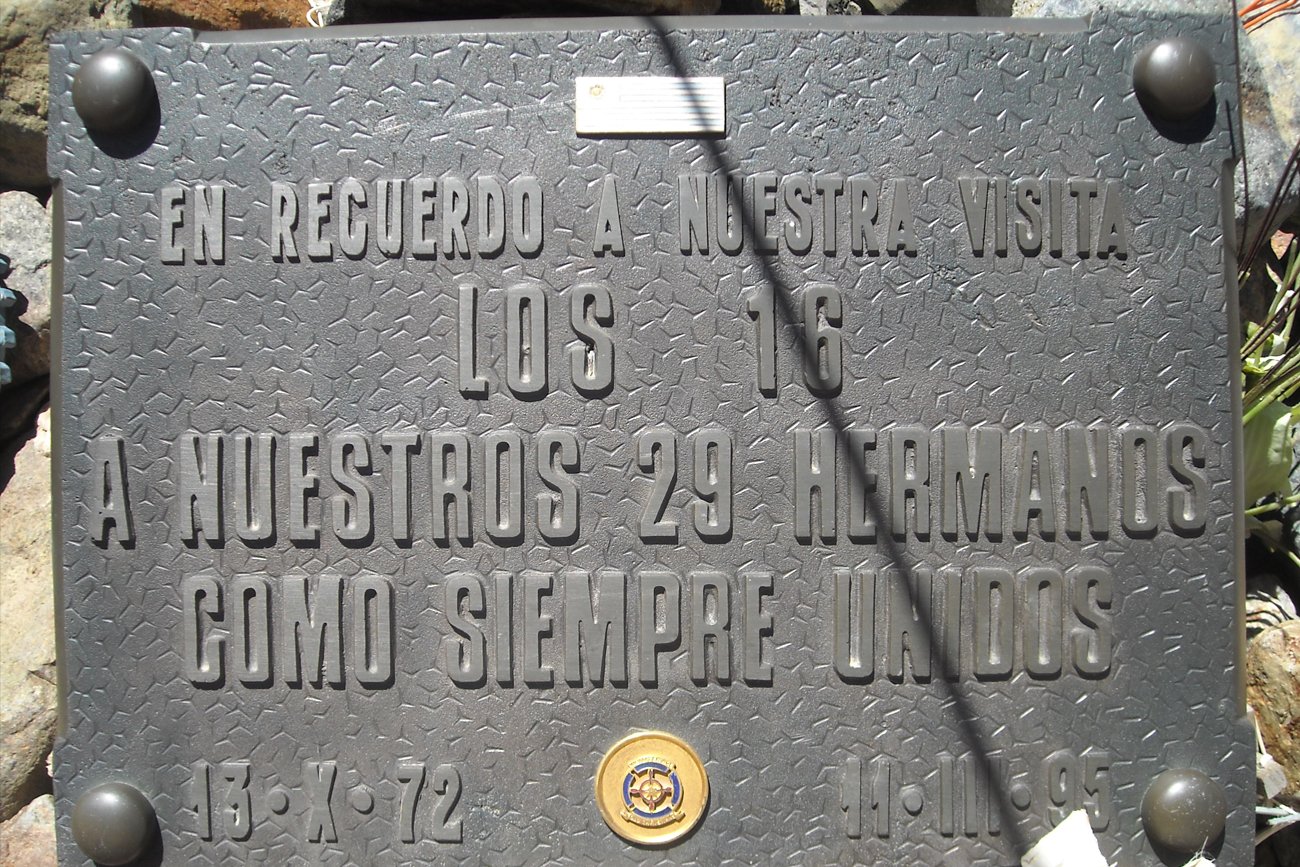 EN RECUERDO A NUESTRA VISITA
LOS 16
A NUESTROS 29 HERMANOS
COMO SIEMPRE UNIDOS
13·X·72 11·III·95